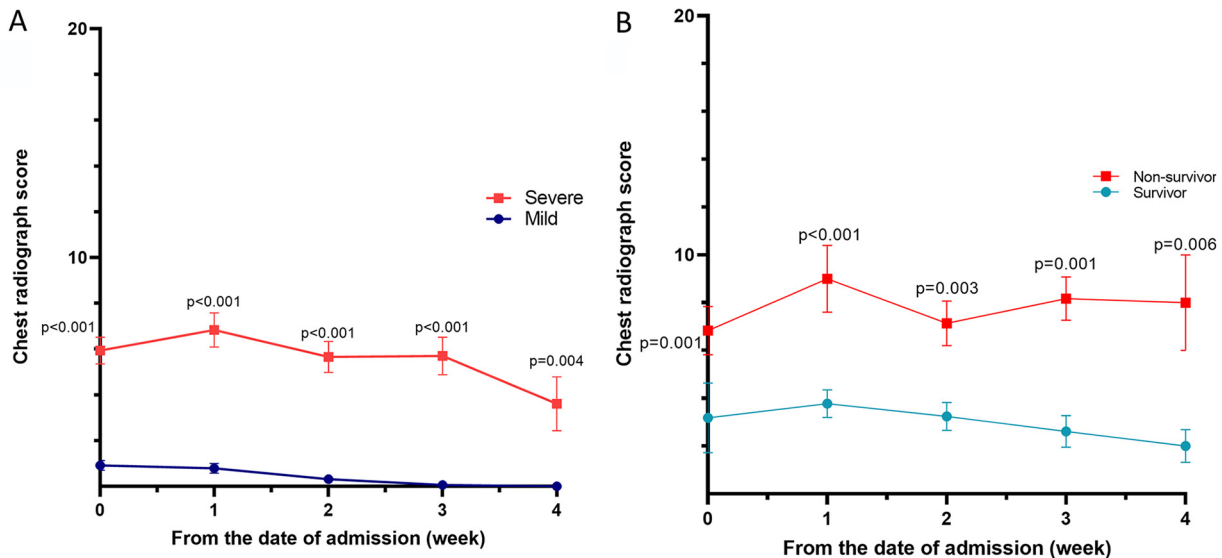 A
20
10
Chest radiograph score
Severe
Mild
p<0.001
p<0.001
p<0.001
p<0.001
p=0.004
0 1 2 3 4
From the date of admission (week)
B
20
10
Chest radiograph score
Non-survivor
Survivor
p=0.001
p<0.001
p=0.003
p=0.001
p=0.006
0 1 2 3 4
From the date of admission (week)